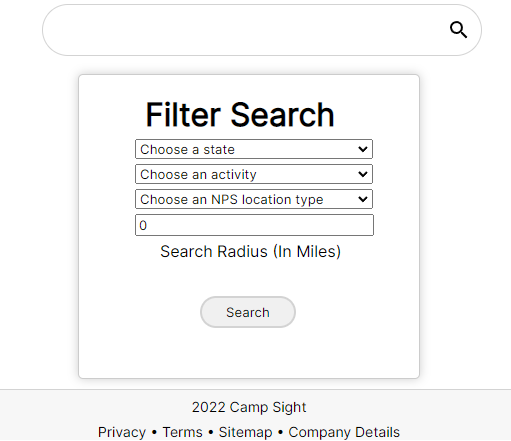 Filter Search
Choose a state
Choose an activity
Choose an NPS location type
0
Search Radius (In Miles)
Search
2022 Camp Sight
Privacy • Terms • Sitemap • Company Details